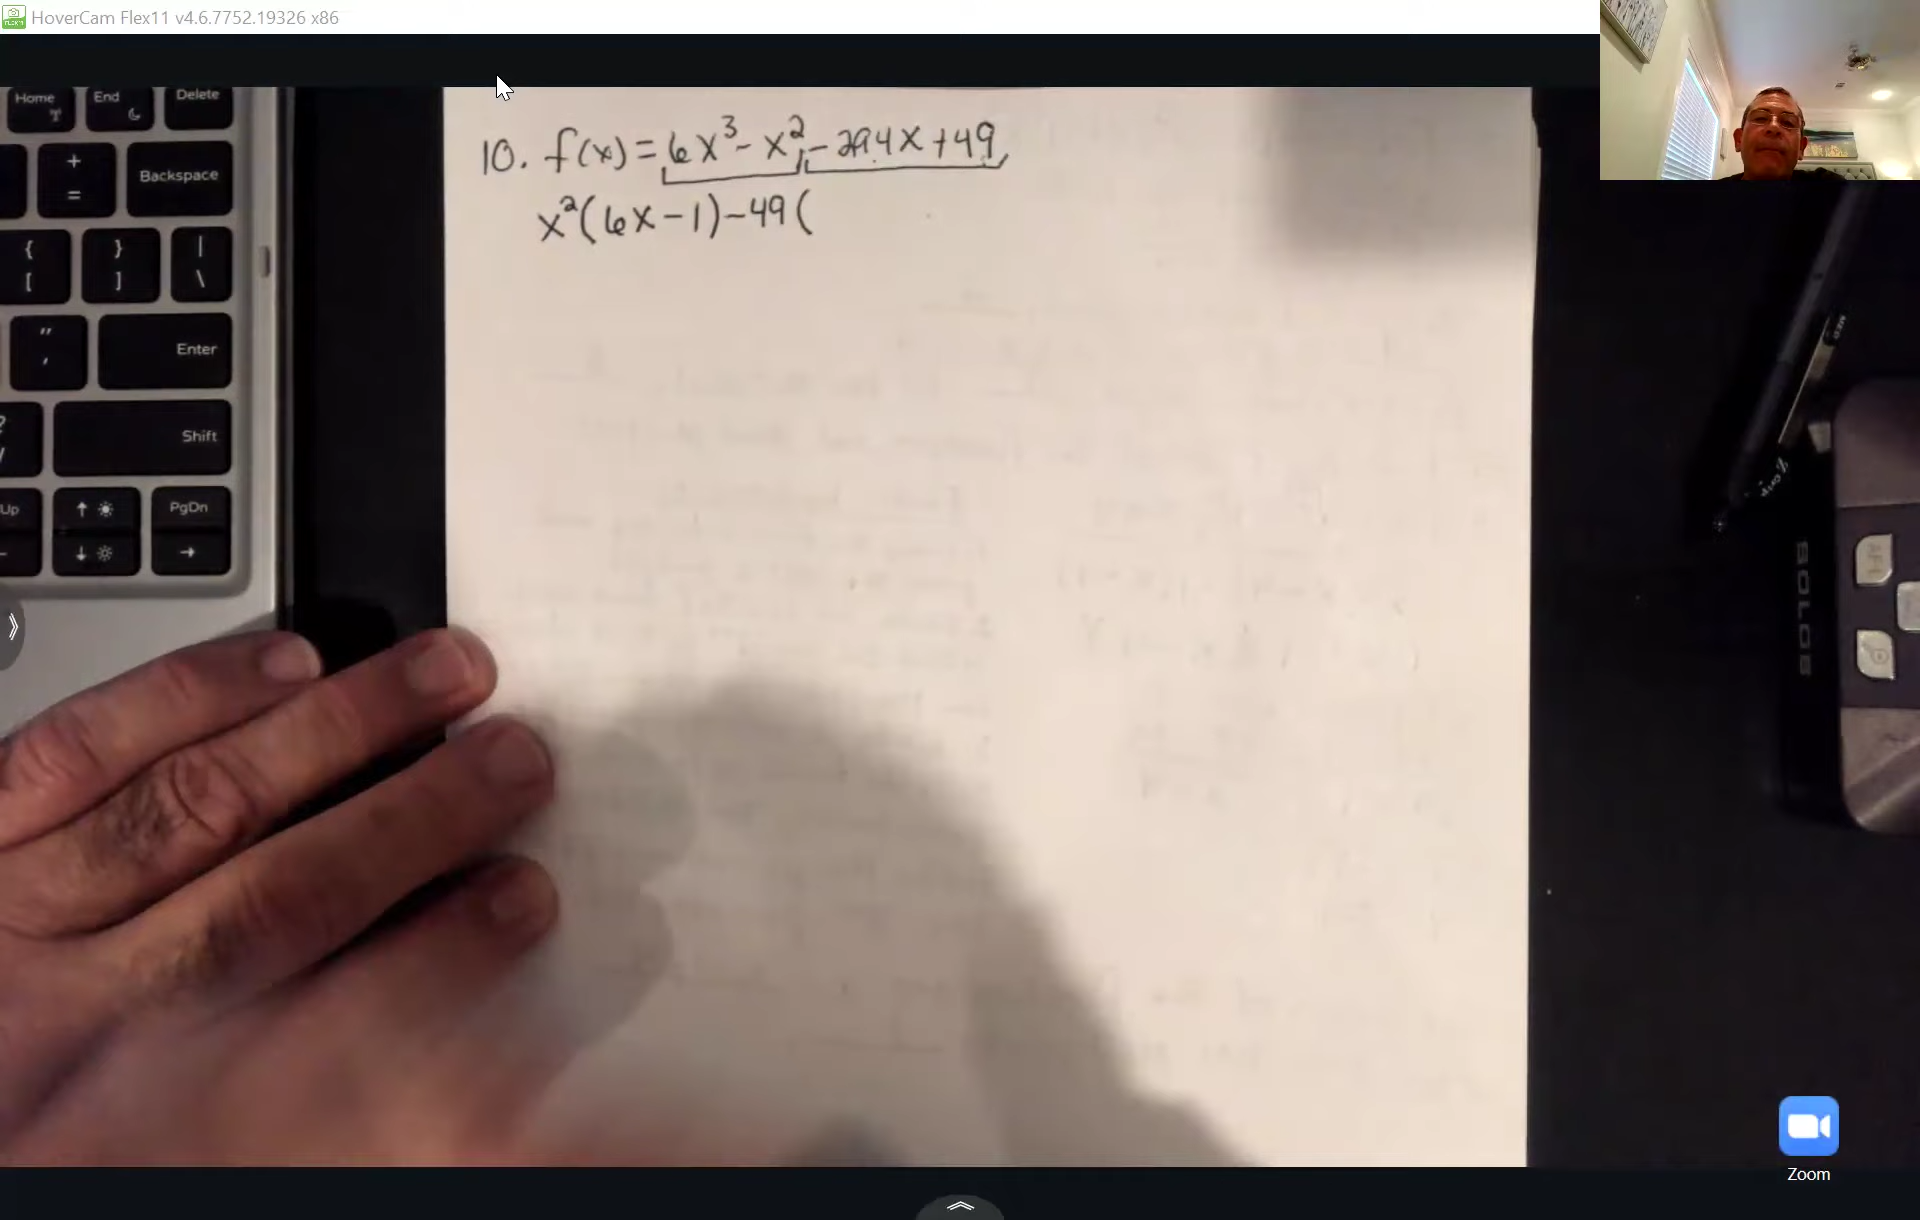 HoverCam Flex11 v4.6.7752.19326 x86
Home End Delete
+ = Backspace
{ [ } ] | \
" ' Enter
? / Shift
Up ↑ ↓ PgDn →
10. f(x) = 6x³ - x² - 294x + 49
x²(6x - 1) - 49(
SOLOS
Zoom